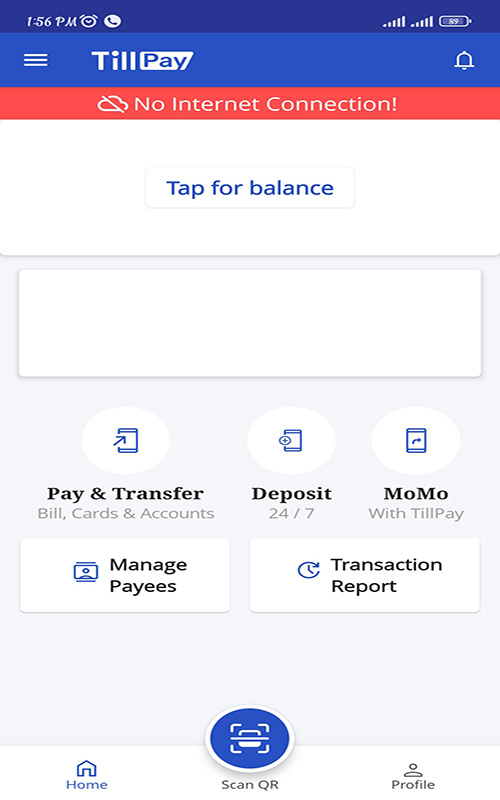 1:56 PM 89
TillPay
No Internet Connection!
Tap for balance
Pay & Transfer
Bill, Cards & Accounts
Deposit
24 / 7
MoMo
With TillPay
Manage
Payees
Transaction
Report
Home
Scan QR
Profile